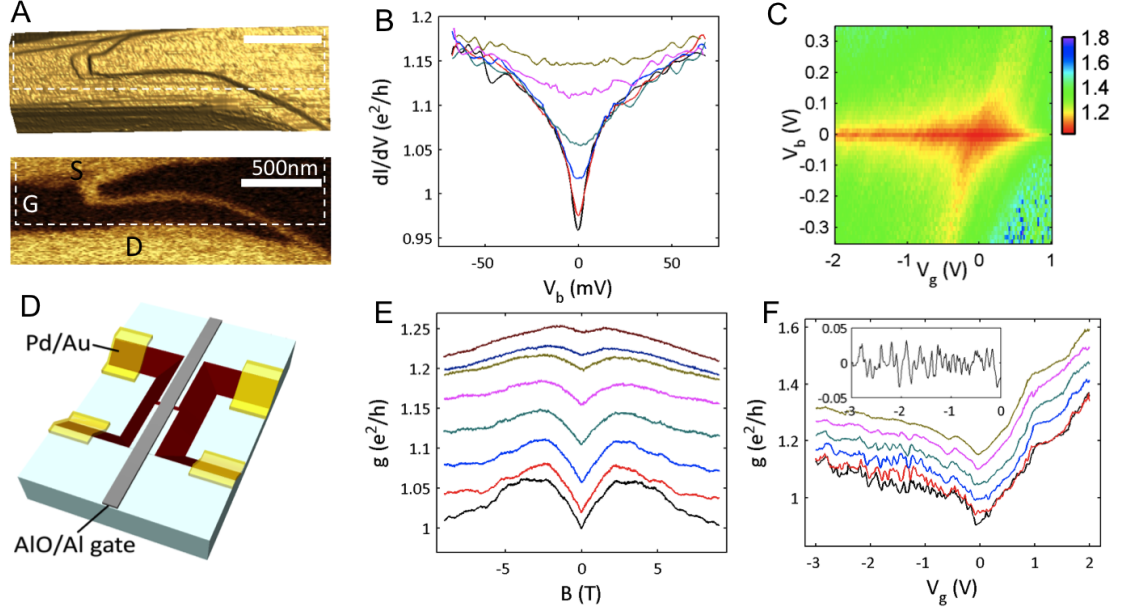 A
S
500nm
G
D
B
1.2
1.15
1.1
1.05
1
0.95
dI/dV (e²/h)
-50
0
50
V_b (mV)
C
0.3
0.2
0.1
0
-0.1
-0.2
-0.3
V_b (V)
-2
-1
0
1
V_g (V)
1.8
1.6
1.4
1.2
D
Pd/Au
AlO/Al gate
E
1.25
1.2
1.15
1.1
1.05
1
g (e²/h)
-5
0
5
B (T)
F
1.6
1.4
1.2
1
g (e²/h)
0.05
0
-0.05
-3
-2
-1
0
-3
-2
-1
0
1
2
V_g (V)